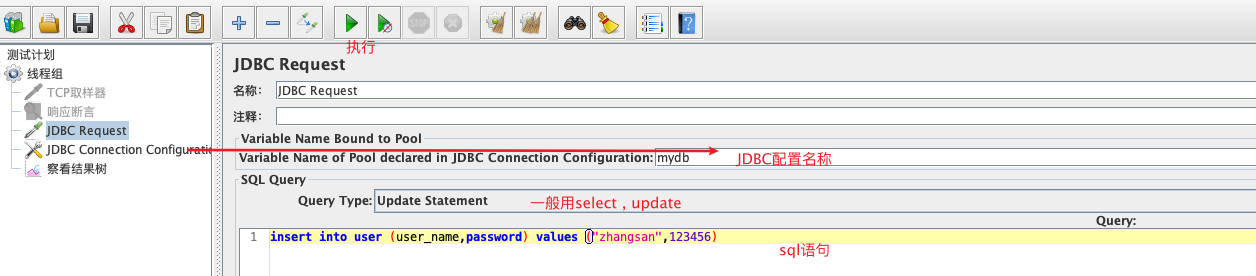 STOP
执行
测试计划
线程组
TCP取样器
响应断言
JDBC Request
JDBC Connection Configuratio
察看结果树
JDBC Request
名称: JDBC Request
注释:
Variable Name Bound to Pool
Variable Name of Pool declared in JDBC Connection Configuration: mydb
JDBC配置名称
SQL Query
Query Type: Update Statement
一般用select，update
Query:
1 insert into user (user_name,password) values ("zhangsan",123456)
sql语句